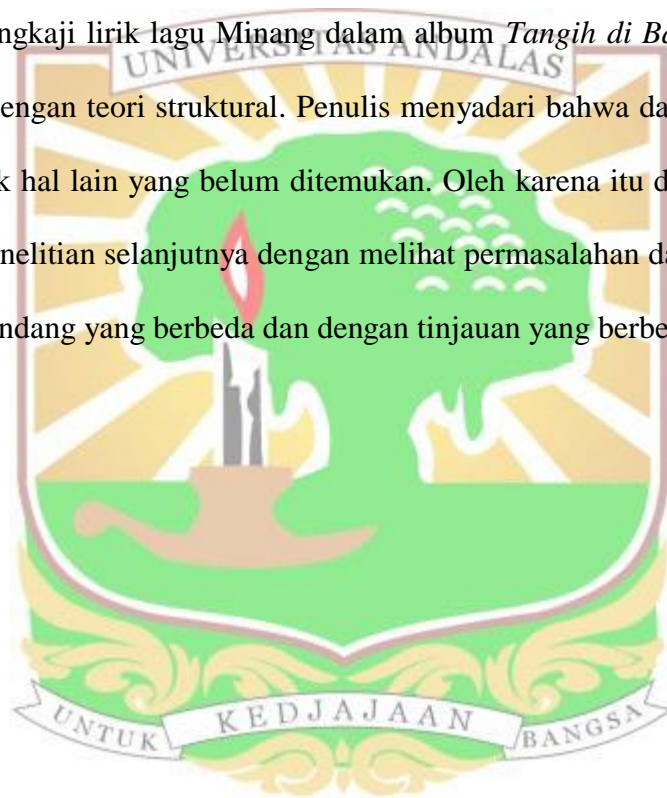 ngkaji lirik lagu Minang dalam album Tangih di Ba
UNIVERSITAS ANDALAS
engan teori struktural. Penulis menyadari bahwa da
k hal lain yang belum ditemukan. Oleh karena itu d
nelitian selanjutnya dengan melihat permasalahan da
ndang yang berbeda dan dengan tinjauan yang berbe
UNTUK KEDJAJAAN BANGSA